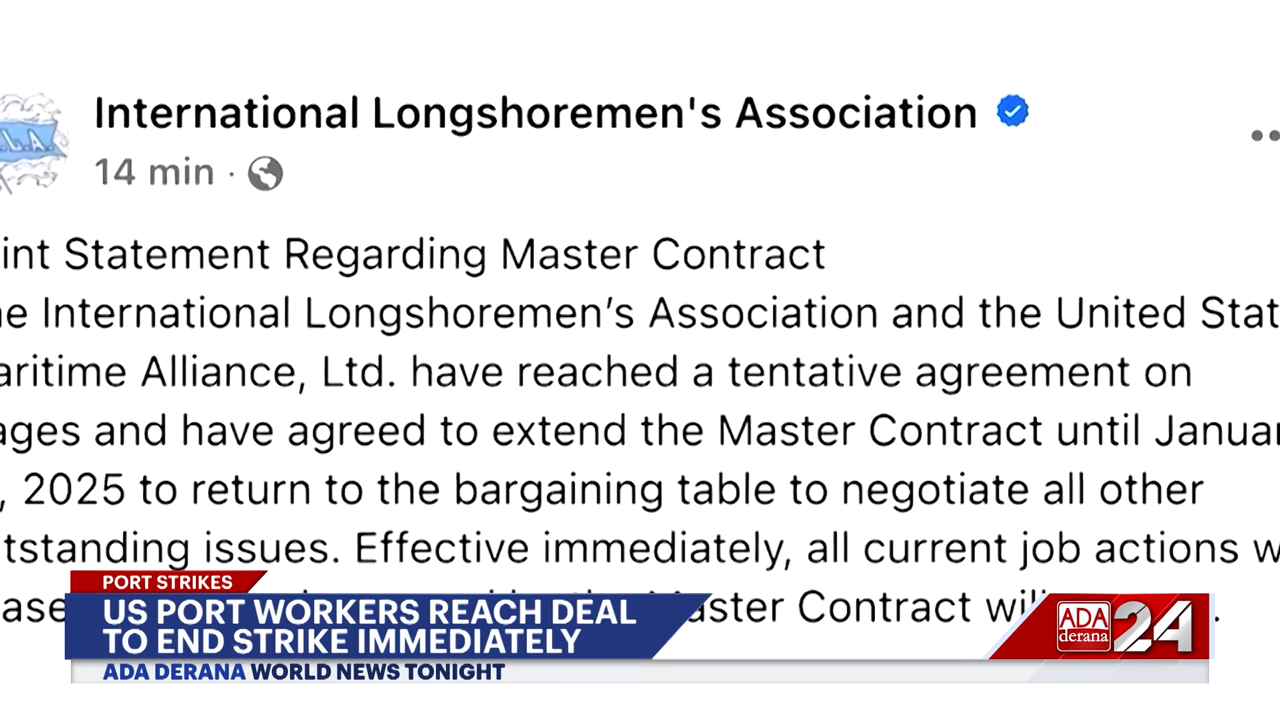 I.L.A.
International Longshoremen's Association
14 min ·
int Statement Regarding Master Contract
e International Longshoremen's Association and the United Stat
aritime Alliance, Ltd. have reached a tentative agreement on
ages and have agreed to extend the Master Contract until Januar
, 2025 to return to the bargaining table to negotiate all other
tstanding issues. Effective immediately, all current job actions w
ase Master Contract will
PORT STRIKES
US PORT WORKERS REACH DEAL
TO END STRIKE IMMEDIATELY
ADA DERANA WORLD NEWS TONIGHT
ADA
derana
24